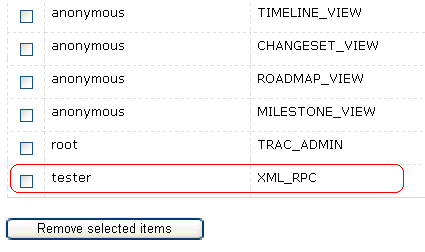 anonymous TIMELINE_VIEW
anonymous CHANGESET_VIEW
anonymous ROADMAP_VIEW
anonymous MILESTONE_VIEW
root TRAC_ADMIN
tester XML_RPC
Remove selected items